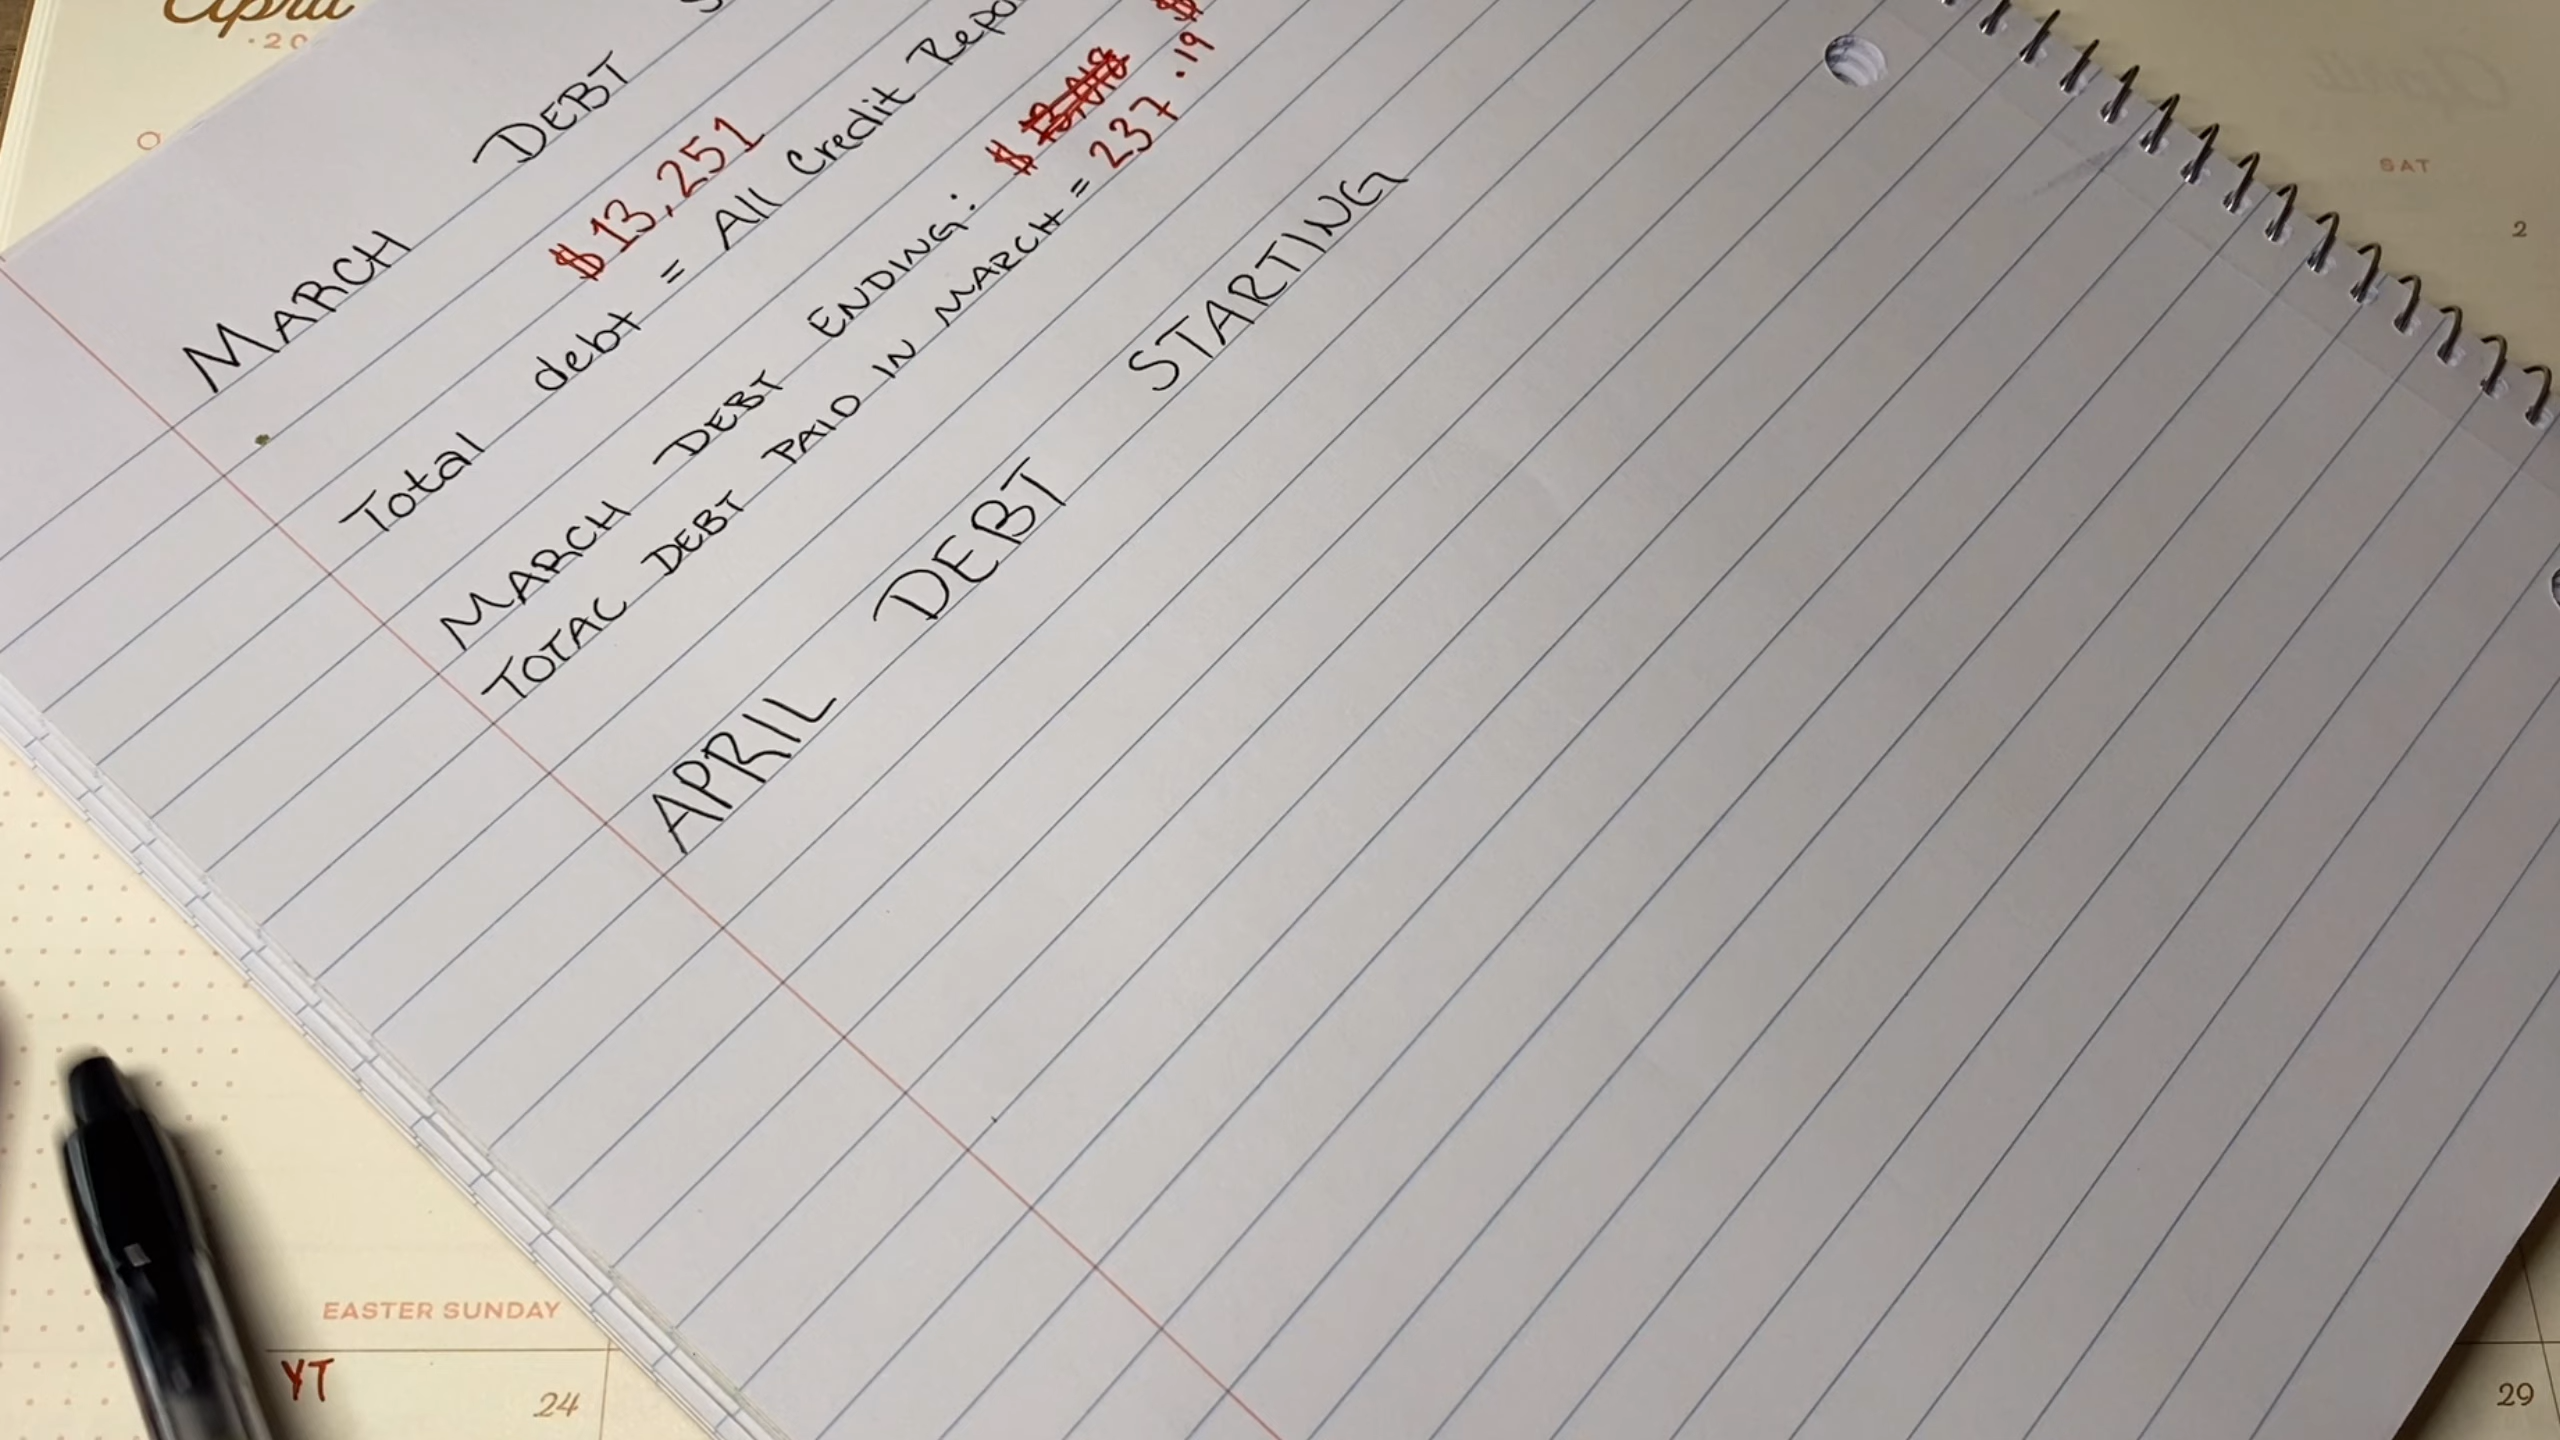 April
SAT
2
MARCH DEBT
$13,251
Total debt = All Credit
MARCH DEBT ENDING: $
TOTAL DEBT PAID IN MARCH = 237.19
APRIL DEBT STARTING
EASTER SUNDAY
YT
24
29